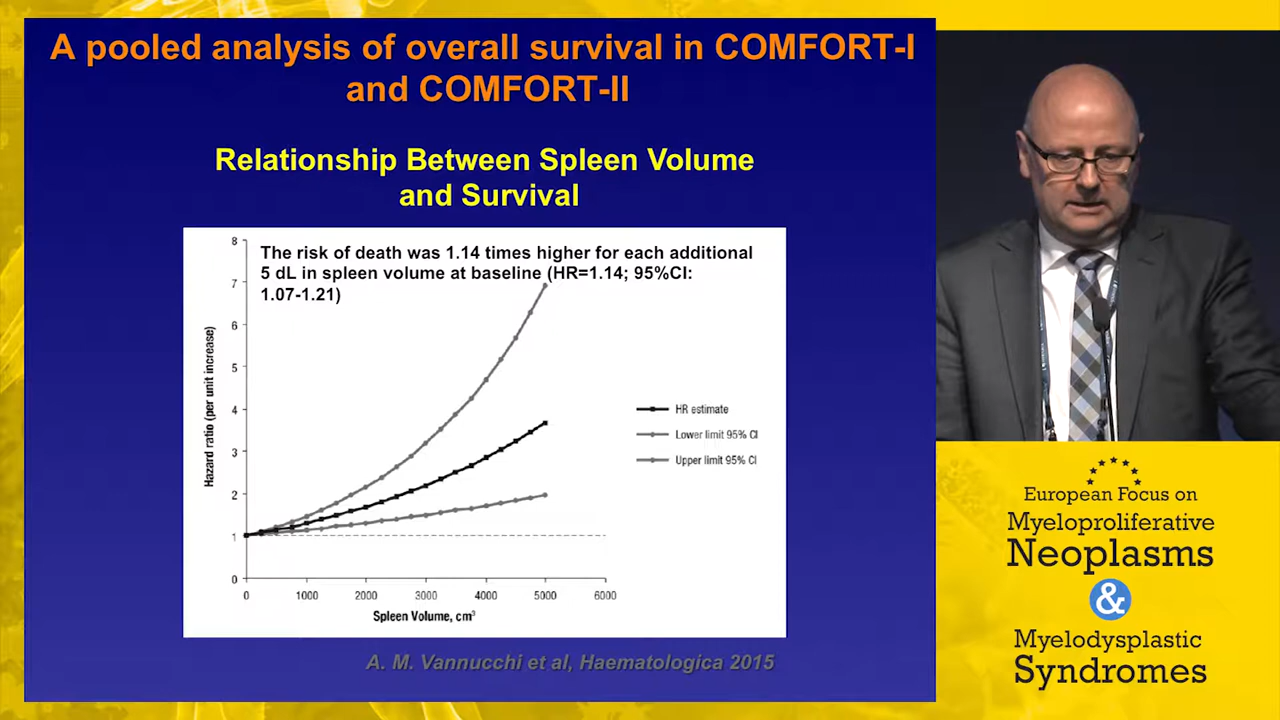 A pooled analysis of overall survival in COMFORT-I
and COMFORT-II
Relationship Between Spleen Volume
and Survival
The risk of death was 1.14 times higher for each additional
5 dL in spleen volume at baseline (HR=1.14; 95%CI:
1.07-1.21)
Hazard ratio (per unit increase)
8
7
6
5
4
3
2
1
0
0 1000 2000 3000 4000 5000 6000
Spleen Volume, cm³
HR estimate
Lower limit 95% CI
Upper limit 95% CI
A. M. Vannucchi et al, Haematologica 2015
European Focus on
Myeloproliferative
Neoplasms
&
Myelodysplastic
Syndromes